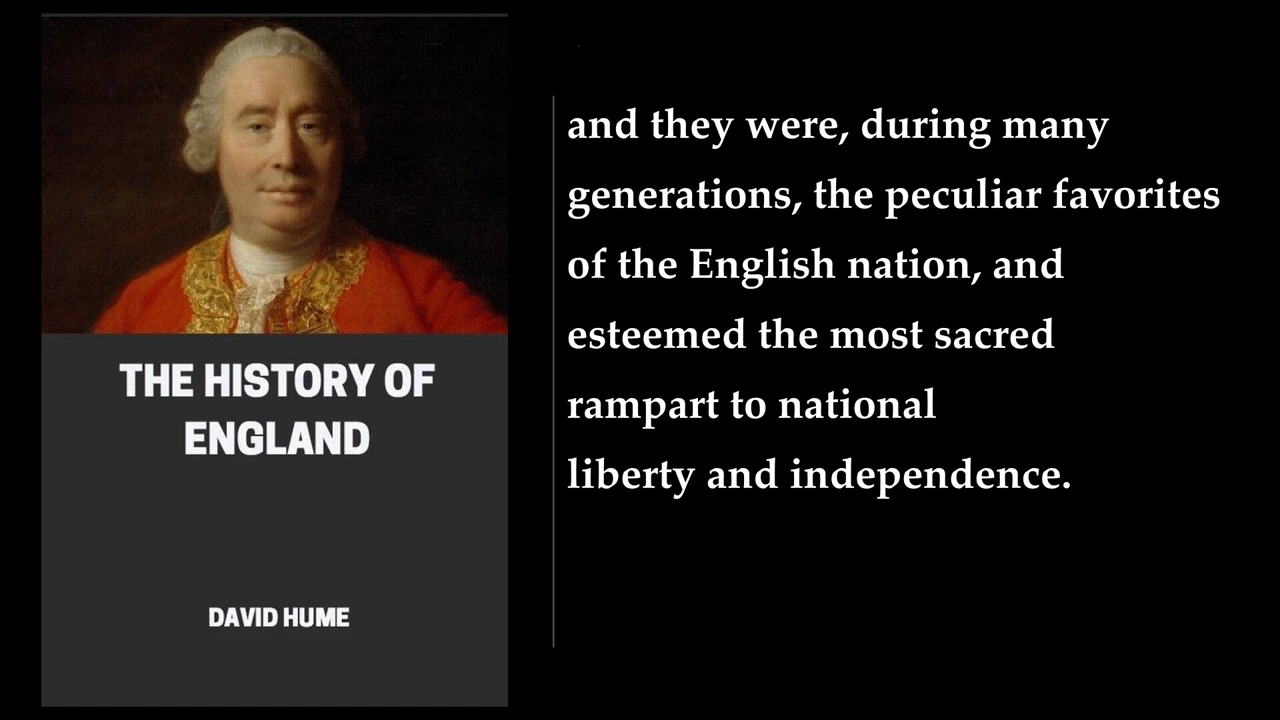 THE HISTORY OF
ENGLAND
DAVID HUME
and they were, during many
generations, the peculiar favorites
of the English nation, and
esteemed the most sacred
rampart to national
liberty and independence.